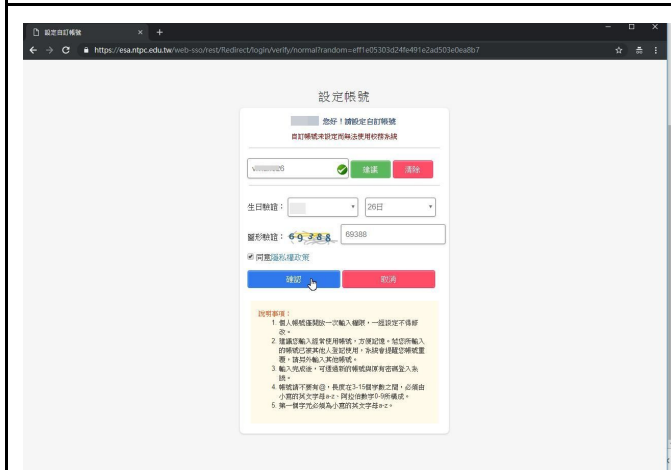 設定自訂帳號
https://esa.ntpc.edu.tw/web-sso/rest/Redirect/login/verify/normal?random=eff1e05303d24fe491e2ad503e0ea8b7
設定帳號
您好！請設定自訂帳號
自訂帳號未設定前無法使用校務系統
建議 清除
生日驗證： 26日
圖形驗證： 69388 69388
同意隱私權政策
確認 取消
說明事項：
1. 個人帳號僅開放一次輸入權限，一經設定不得修
改。
2. 建議您輸入經常使用帳號，方便記憶。若您所輸入
的帳號已被其他人登記使用，系統會提醒您帳號重
覆，請另外輸入其他帳號。
3. 輸入完成後，可透過新的帳號與原有密碼登入系
統。
4. 帳號請不要有@，長度在3-15個字數之間，必須由
小寫的英文字母a-z、阿拉伯數字0-9所構成。
5. 第一個字元必須為小寫的英文字母a-z。